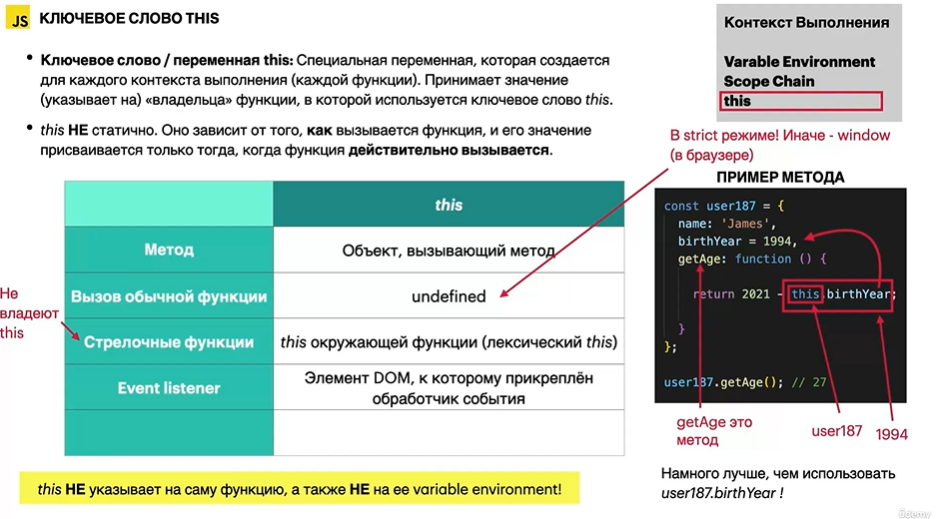 JS КЛЮЧЕВОЕ СЛОВО THIS
• Ключевое слово / переменная this: Специальная переменная, которая создается
для каждого контекста выполнения (каждой функции). Принимает значение
(указывает на) «владельца» функции, в которой используется ключевое слово this.
• this НЕ статично. Оно зависит от того, как вызывается функция, и его значение
присваивается только тогда, когда функция действительно вызывается.
Контекст Выполнения
Varable Environment
Scope Chain
this
В strict режиме! Иначе - window
(в браузере)
this
Метод
Объект, вызывающий метод
Вызов обычной функции
undefined
Не
владеют
this
Стрелочные функции
this окружающей функции (лексический this)
Event listener
Элемент DOM, к которому прикреплён
обработчик события
ПРИМЕР МЕТОДА
const user187 = {
name: 'James',
birthYear = 1994,
getAge: function () {
return 2021 - this.birthYear;
}
};
user187.getAge(); // 27
getAge это
метод
user187
1994
this НЕ указывает на саму функцию, а также НЕ на ее variable environment!
Намного лучше, чем использовать
user187.birthYear !
ûdemy